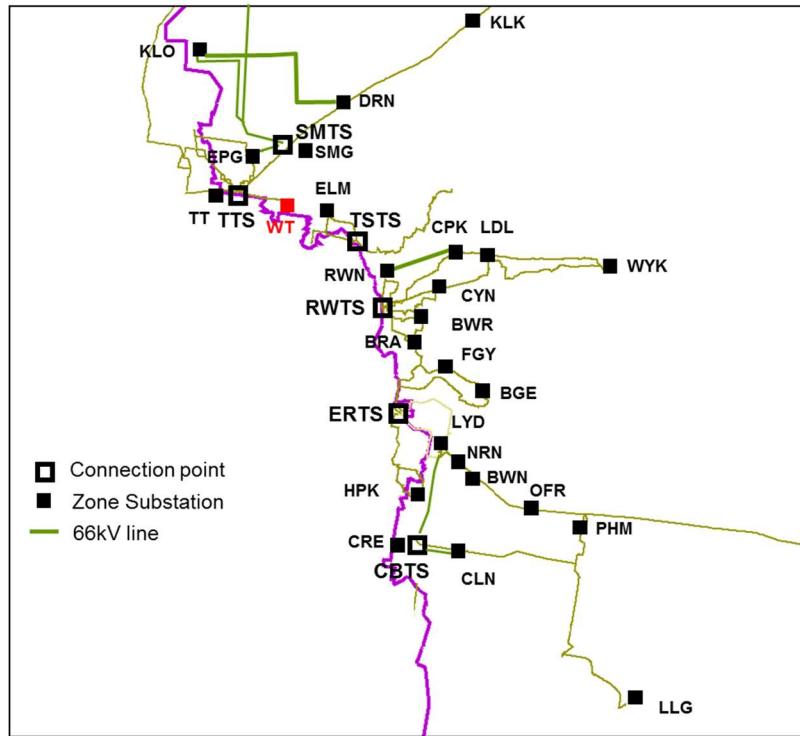 KLK
KLO
DRN
SMTS
EPG
SMG
ELM
TT
TTS
WT
TSTS
CPK
LDL
RWN
WYK
CYN
RWTS
BWR
BRA
FGY
BGE
ERTS
LYD
NRN
Connection point
BWN
HPK
OFR
Zone Substation
PHM
66kV line
CRE
CBTS
CLN
LLG